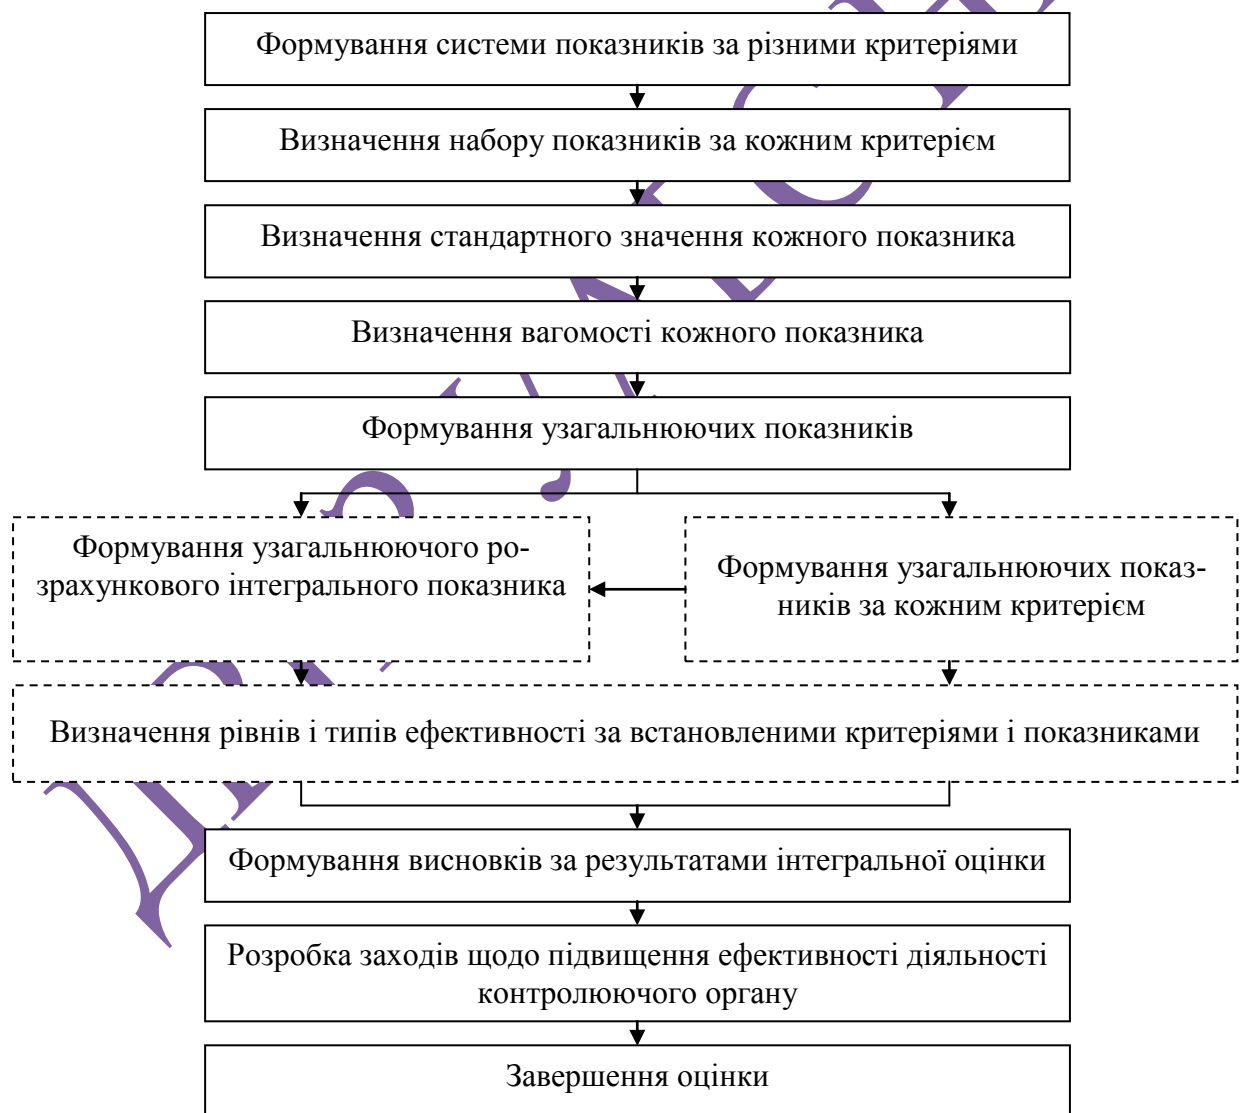 Формування системи показників за різними критеріями
Визначення набору показників за кожним критерієм
Визначення стандартного значення кожного показника
Визначення вагомості кожного показника
Формування узагальнюючих показників
Формування узагальнюючого ро-
зрахункового інтегрального показника
Формування узагальнюючих показ-
ників за кожним критерієм
Визначення рівнів і типів ефективності за встановленими критеріями і показниками
Формування висновків за результатами інтегральної оцінки
Розробка заходів щодо підвищення ефективності діяльності
контролюючого органу
Завершення оцінки